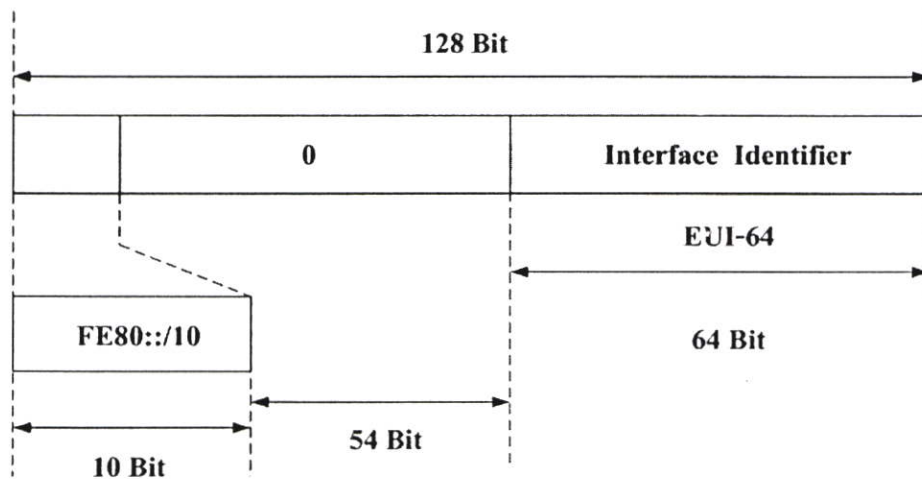 128 Bit
0
Interface Identifier
EUI-64
FE80::/10
64 Bit
54 Bit
10 Bit